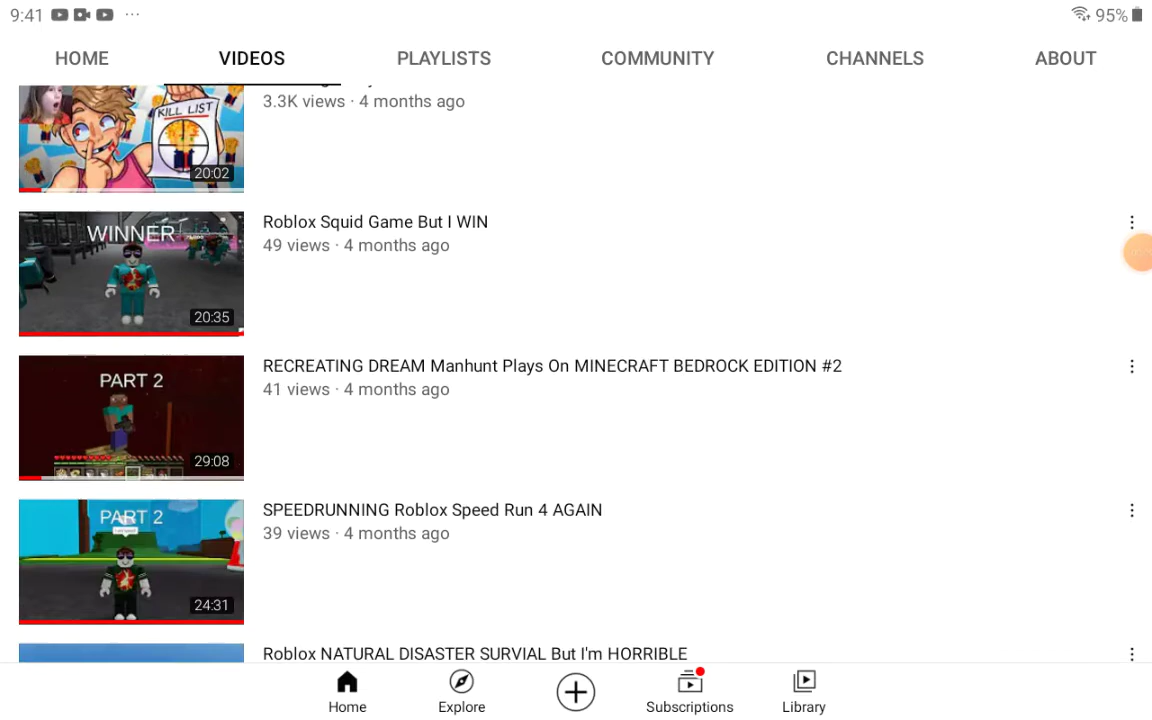 9:41 ... 95%
HOME VIDEOS PLAYLISTS COMMUNITY CHANNELS ABOUT
3.3K views · 4 months ago
KILL LIST
20:02
Roblox Squid Game But I WIN
49 views · 4 months ago
WINNER
20:35
RECREATING DREAM Manhunt Plays On MINECRAFT BEDROCK EDITION #2
41 views · 4 months ago
PART 2
29:08
SPEEDRUNNING Roblox Speed Run 4 AGAIN
39 views · 4 months ago
PART 2
24:31
Roblox NATURAL DISASTER SURVIAL But I'm HORRIBLE
Home Explore Subscriptions Library